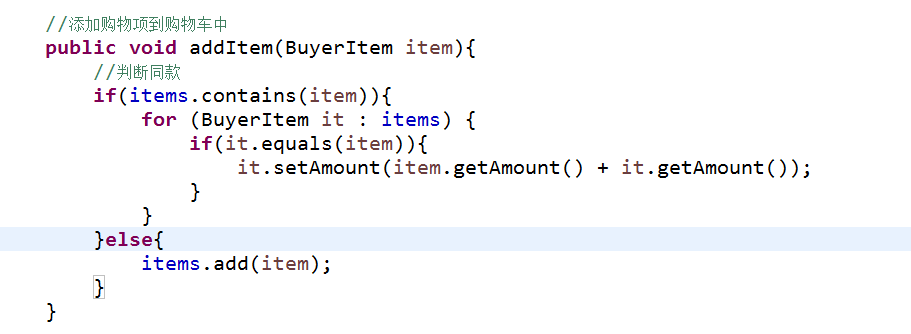 //添加购物项到购物车中
public void addItem(BuyerItem item){
//判断同款
if(items.contains(item)){
for (BuyerItem it : items) {
if(it.equals(item)){
it.setAmount(item.getAmount() + it.getAmount());
}
}
}else{
items.add(item);
}
}